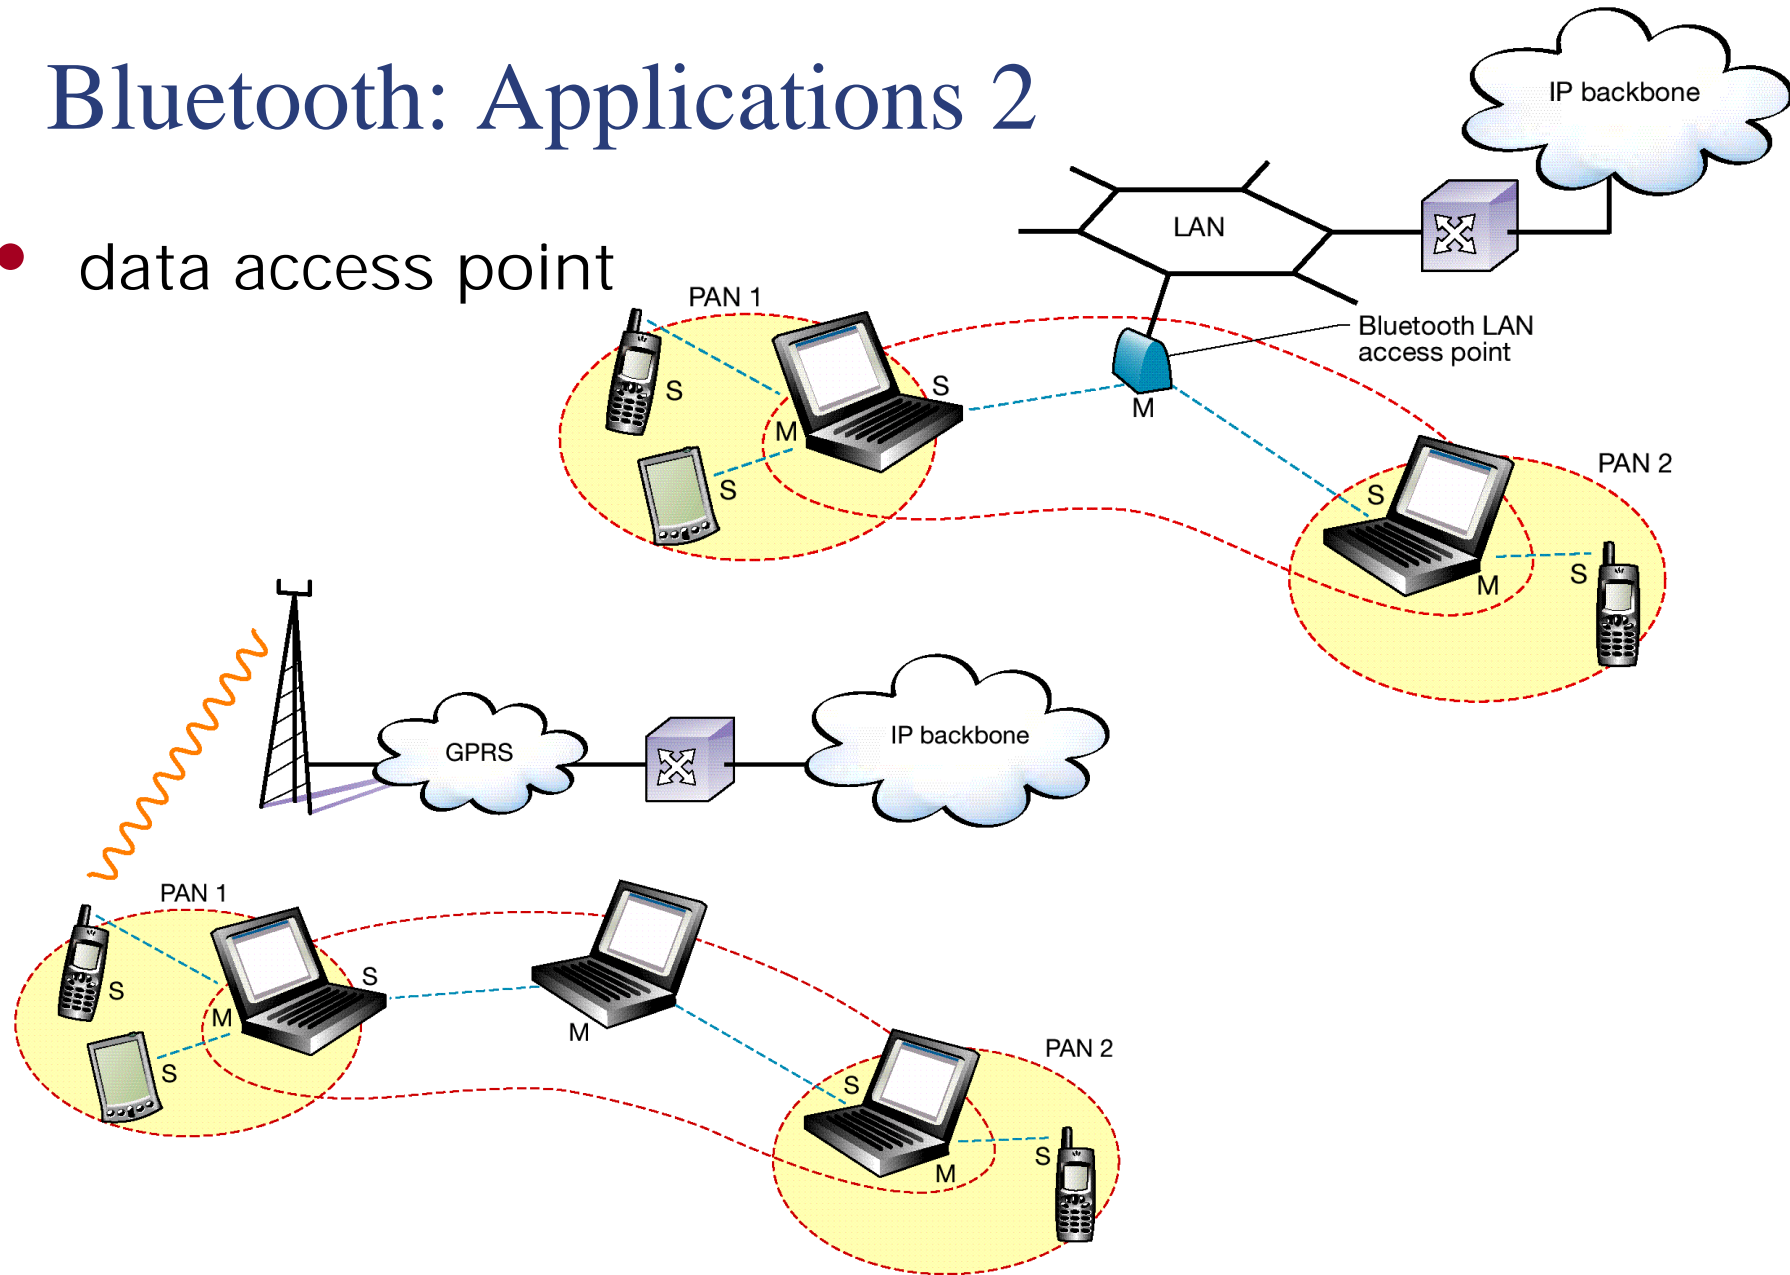 Bluetooth: Applications 2
IP backbone
LAN
• data access point
PAN 1
Bluetooth LAN
access point
S
S
M
M
PAN 2
S
S
S
M
IP backbone
GPRS
PAN 1
S
S
M
M
S
PAN 2
S
S
M